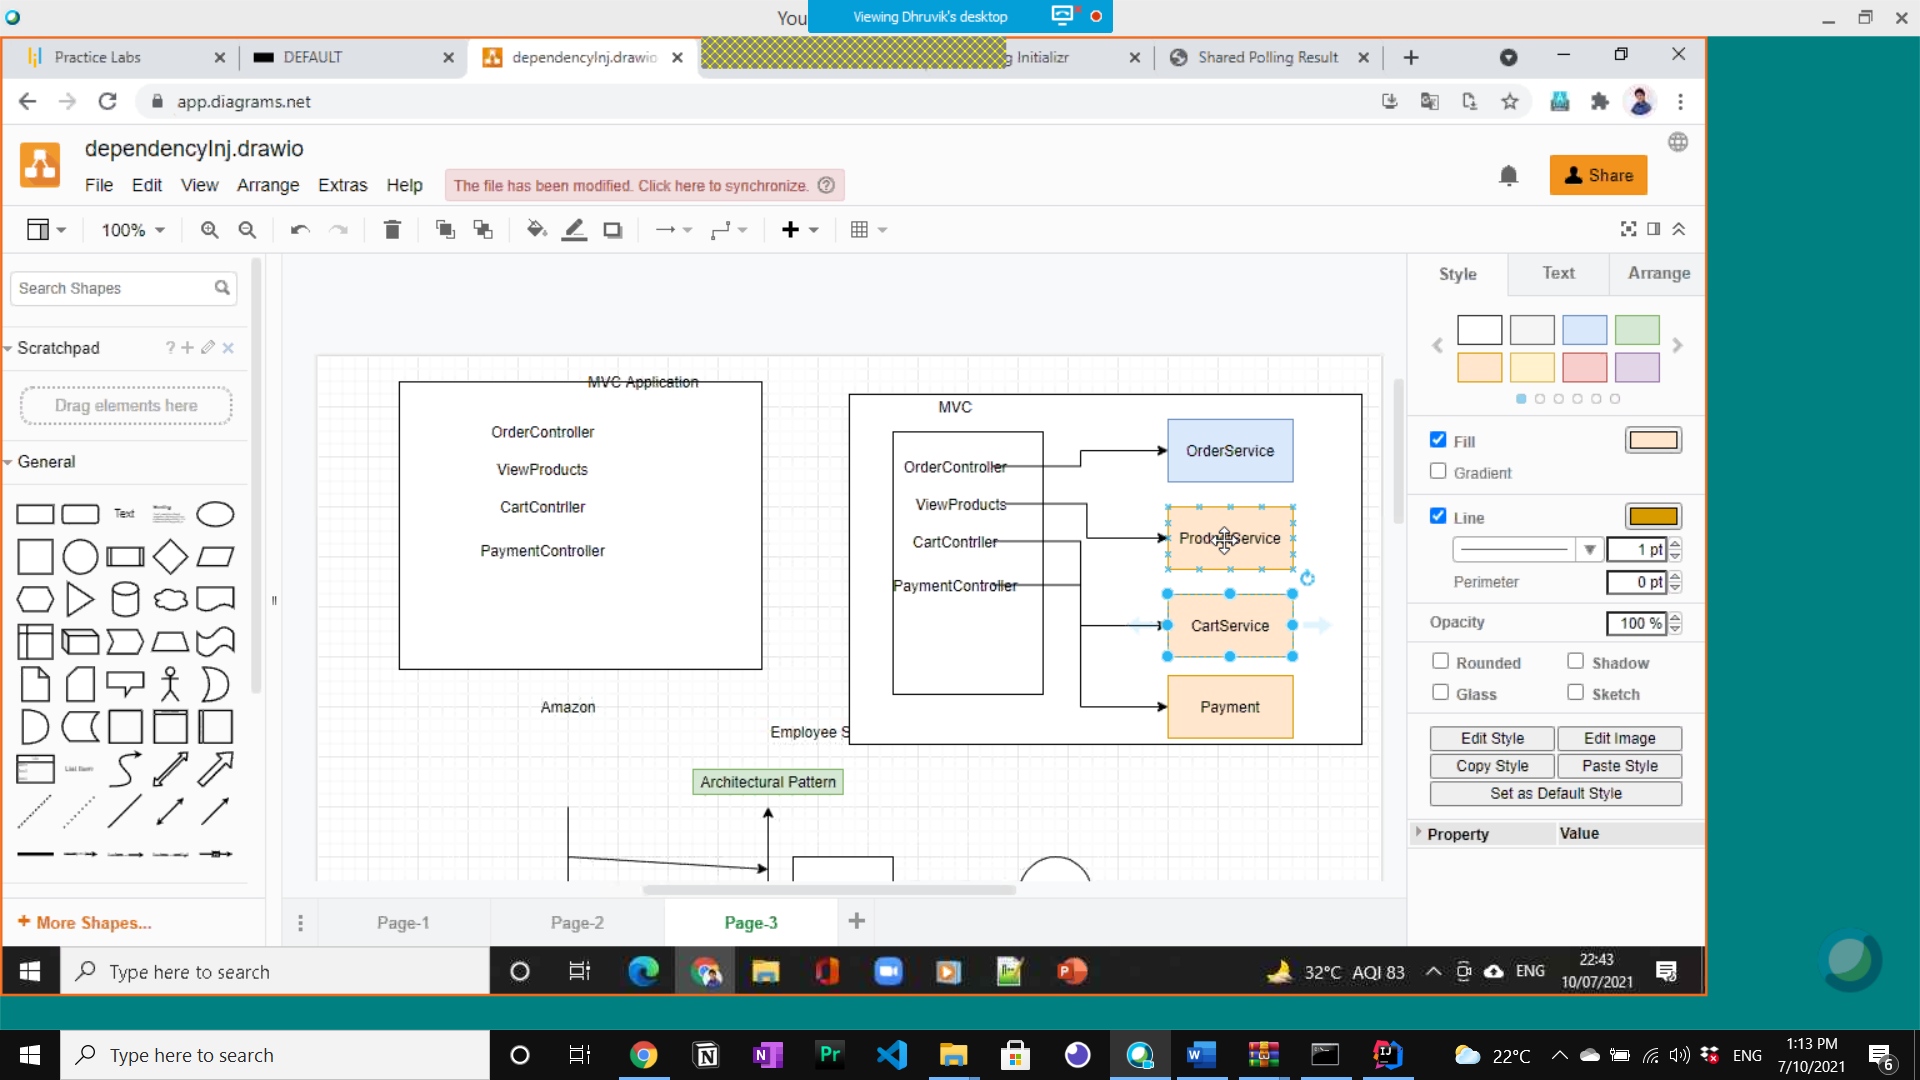 You
Viewing Dhruvik's desktop
Practice Labs
DEFAULT
dependencyInj.drawio
g Initializr
Shared Polling Result
app.diagrams.net
dependencyInj.drawio
File Edit View Arrange Extras Help
The file has been modified. Click here to synchronize.
Share
100%
Search Shapes
Scratchpad
Drag elements here
General
Text
Heading
List Item
+ More Shapes...
MVC Application
OrderController
ViewProducts
CartContrller
PaymentController
Amazon
Employee S
Architectural Pattern
MVC
OrderController
ViewProducts
CartContrller
PaymentController
OrderService
CartService
Payment
Style
Text
Arrange
Fill
Gradient
Line
1 pt
Perimeter
0 pt
Opacity
100 %
Rounded
Shadow
Glass
Sketch
Edit Style
Edit Image
Copy Style
Paste Style
Set as Default Style
Property
Value
Page-1
Page-2
Page-3
Type here to search
32°C AQI 83
ENG
22:43
10/07/2021
Type here to search
22°C
ENG
1:13 PM
7/10/2021
6